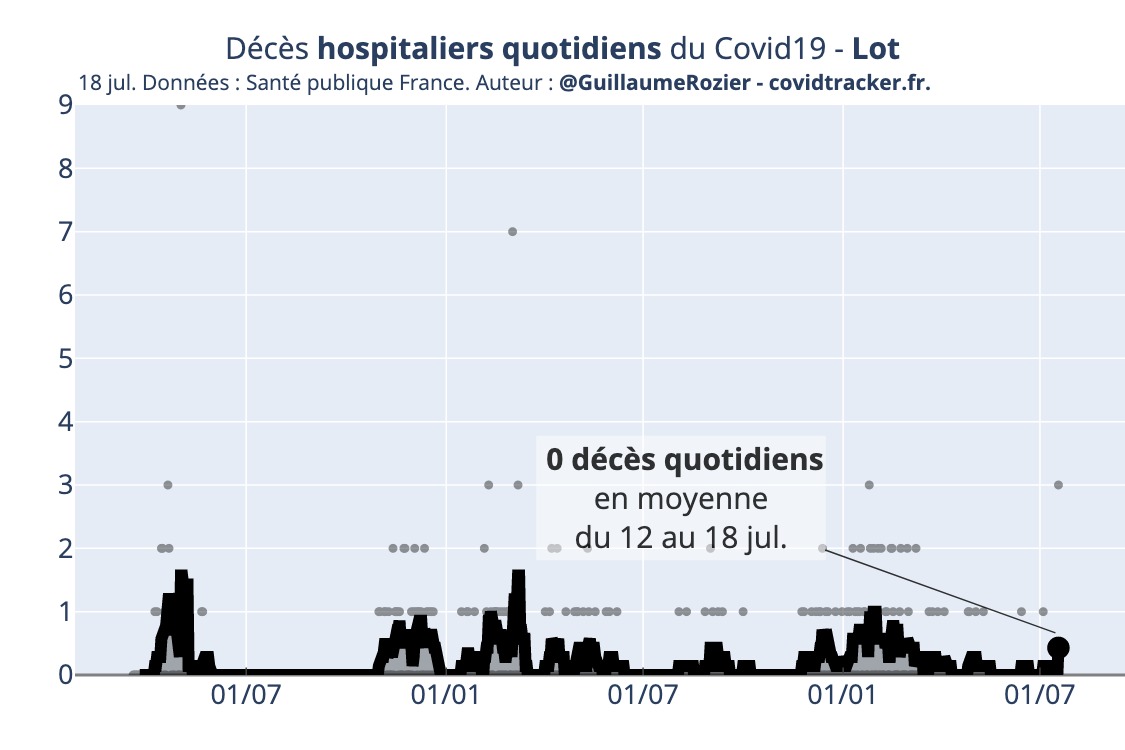 Décès hospitaliers quotidiens du Covid19 - Lot
18 jul. Données : Santé publique France. Auteur : @GuillaumeRozier - covidtracker.fr.
9
8
7
6
5
4
3
2
1
0
0 décès quotidiens
en moyenne
du 12 au 18 jul.
01/07 01/01 01/07 01/01 01/07